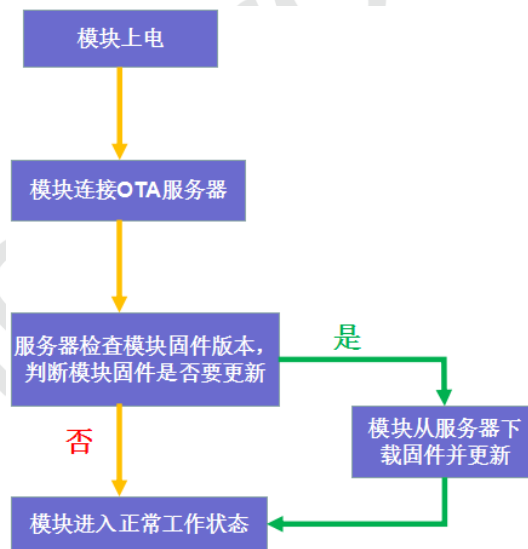 模块上电
模块连接OTA服务器
服务器检查模块固件版本，
判断模块固件是否要更新
是
模块从服务器下
载固件并更新
否
模块进入正常工作状态